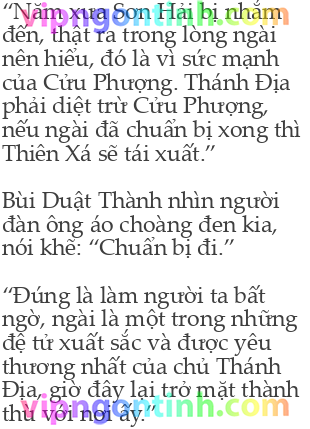 vipngontinh.com
“Năm xưa Sơn Hải bị nhắm
đến, thật ra trong lòng ngài
nên hiểu, đó là vì sức mạnh
của Cửu Phượng. Thánh Địa
phải diệt trừ Cửu Phượng,
nếu ngài đã chuẩn bị xong thì
Thiên Xá sẽ tái xuất.”
Bùi Duật Thành nhìn người
đàn ông áo choàng đen kia,
nói khẽ: “Chuẩn bị đi.”
“Đúng là làm người ta bất
ngờ, ngài là một trong những
đệ tử xuất sắc và được yêu
thương nhất của chủ Thánh
Địa, giờ đây lại trở mặt thành
thù với nơi ấy.”
vipngontinh.com